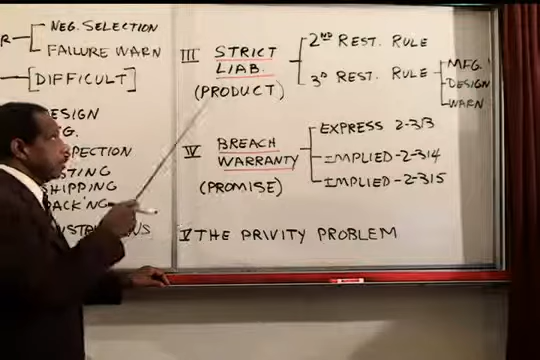 NEG. SELECTION
FAILURE WARN
[DIFFICULT]
III STRICT LIAB. (PRODUCT)
2ND REST. RULE
3D REST. RULE
MFG.
DESIGN
WARN
IV BREACH WARRANTY (PROMISE)
EXPRESS 2-313
IMPLIED-2-314
IMPLIED-2-315
V THE PRIVITY PROBLEM